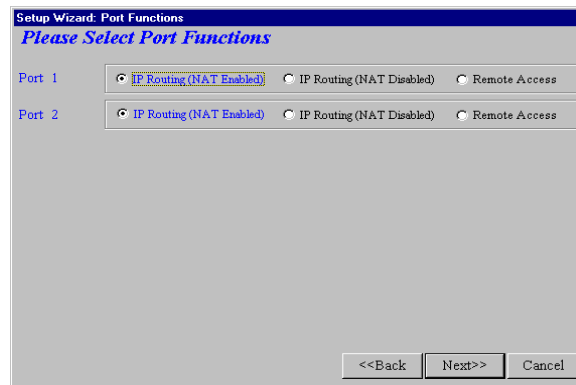 Setup Wizard: Port Functions
Please Select Port Functions
Port 1 IP Routing (NAT Enabled) IP Routing (NAT Disabled) Remote Access
Port 2 IP Routing (NAT Enabled) IP Routing (NAT Disabled) Remote Access
<<Back Next>> Cancel